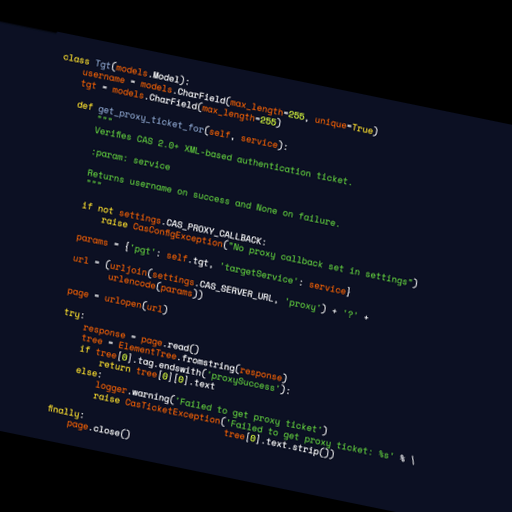 class Tgt(models.Model):
    username = models.CharField(max_length=255, unique=True)
    tgt = models.CharField(max_length=255)
    def get_proxy_ticket_for(self, service):
        """
        Verifies CAS 2.0+ XML-based authentication ticket.
        :param: service
        Returns username on success and None on failure.
        """
        if not settings.CAS_PROXY_CALLBACK:
            raise CasConfigException("No proxy callback set in settings")
        params = {'pgt': self.tgt, 'targetService': service}
        url = (urljoin(settings.CAS_SERVER_URL, 'proxy') + '?' +
               urlencode(params))
        page = urlopen(url)
        try:
            response = page.read()
            tree = ElementTree.fromstring(response)
            if tree[0].tag.endswith('proxySuccess'):
                return tree[0][0].text
            else:
                logger.warning('Failed to get proxy ticket')
                raise CasTicketException('Failed to get proxy ticket: %s' % \
                                         tree[0].text.strip())
        finally:
            page.close()